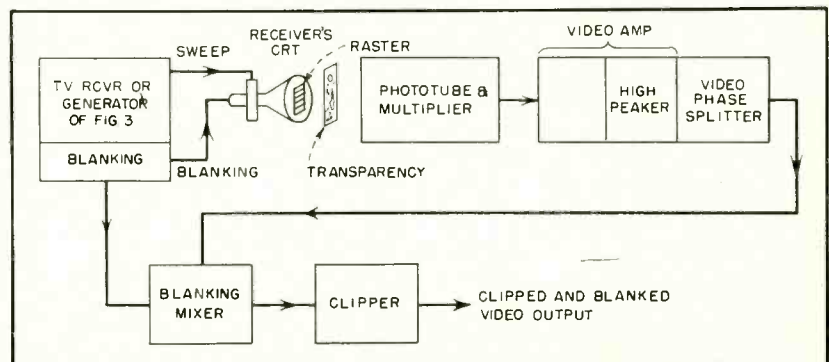 SWEEP
RECEIVER'S
CRT
RASTER
TV RCVR OR
GENERATOR
OF FIG 3
BLANKING
BLANKING
TRANSPARENCY
PHOTOTUBE &
MULTIPLIER
VIDEO AMP
HIGH
PEAKER
VIDEO
PHASE
SPLITTER
BLANKING
MIXER
CLIPPER
CLIPPED AND BLANKED
VIDEO OUTPUT